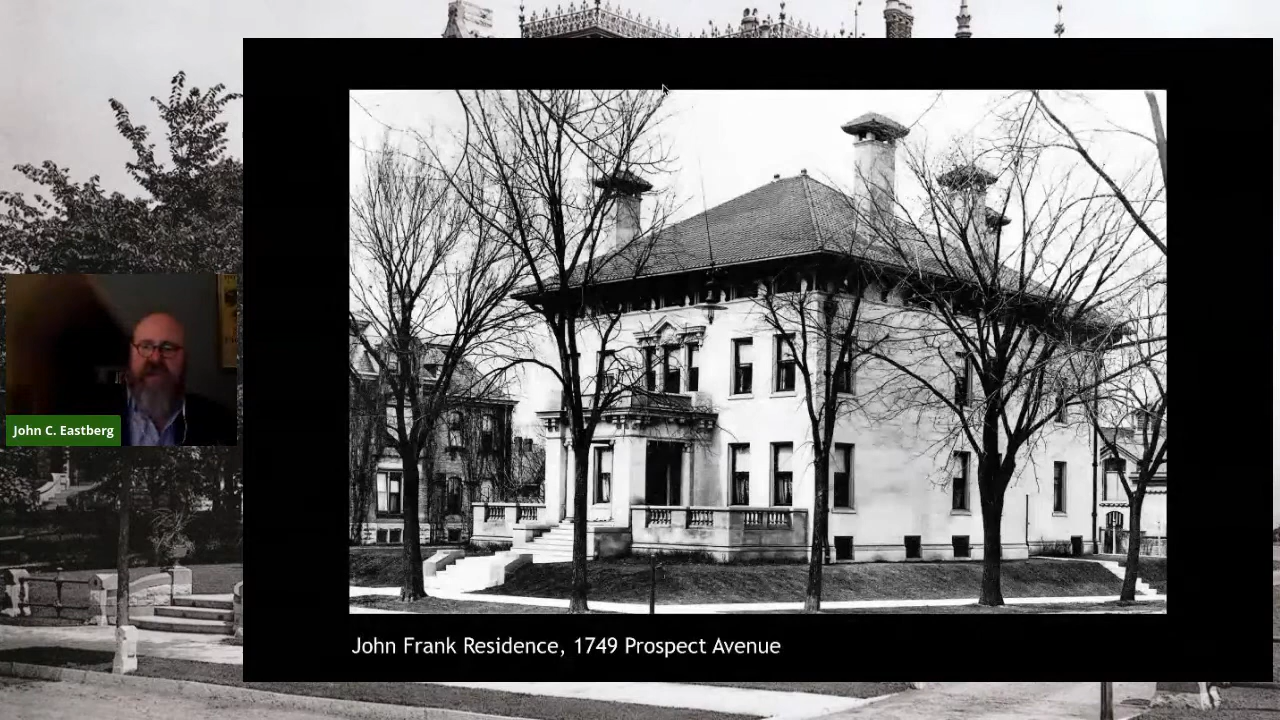 John C. Eastberg
John Frank Residence, 1749 Prospect Avenue